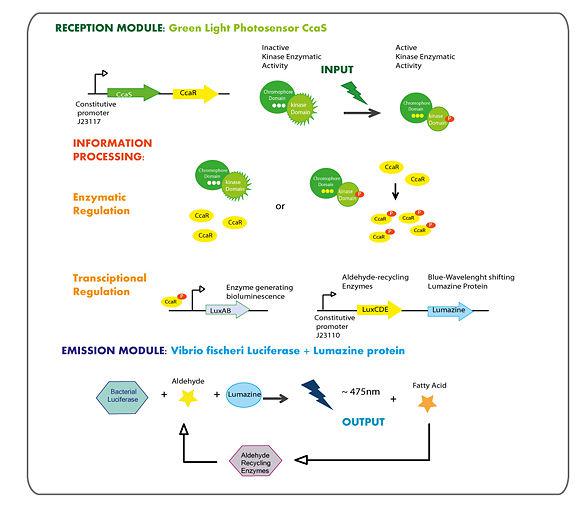 RECEPTION MODULE: Green Light Photosensor CcaS
Inactive
Kinase Enzymatic
Activity
Active
Kinase Enzymatic
Activity
INPUT
CcaS
CcaR
Constitutive
promoter
J23117
Chromophore
Domain
kinase
Domain
Chromophore
Domain
kinase
Domain
P
INFORMATION
PROCESSING:
Enzymatic
Regulation
Chromophore
Domain
kinase
Domain
CcaR
CcaR
CcaR
or
Chromophore
Domain
kinase
Domain
P
CcaR
CcaR
CcaR P
CcaR P
CcaR P
CcaR P
Transciptional
Regulation
CcaR P
Enzyme generating
bioluminescence
LuxAB
Aldehyde-recycling
Enzymes
Blue-Wavelenght shifting
Lumazine Protein
LuxCDE
Lumazine
Constitutive
promoter
J23110
EMISSION MODULE: Vibrio fischeri Luciferase + Lumazine protein
Bacterial
Luciferase
+
Aldehyde
+
Lumazine
~ 475nm
+
Fatty Acid
OUTPUT
Aldehyde
Recycling
Enzymes